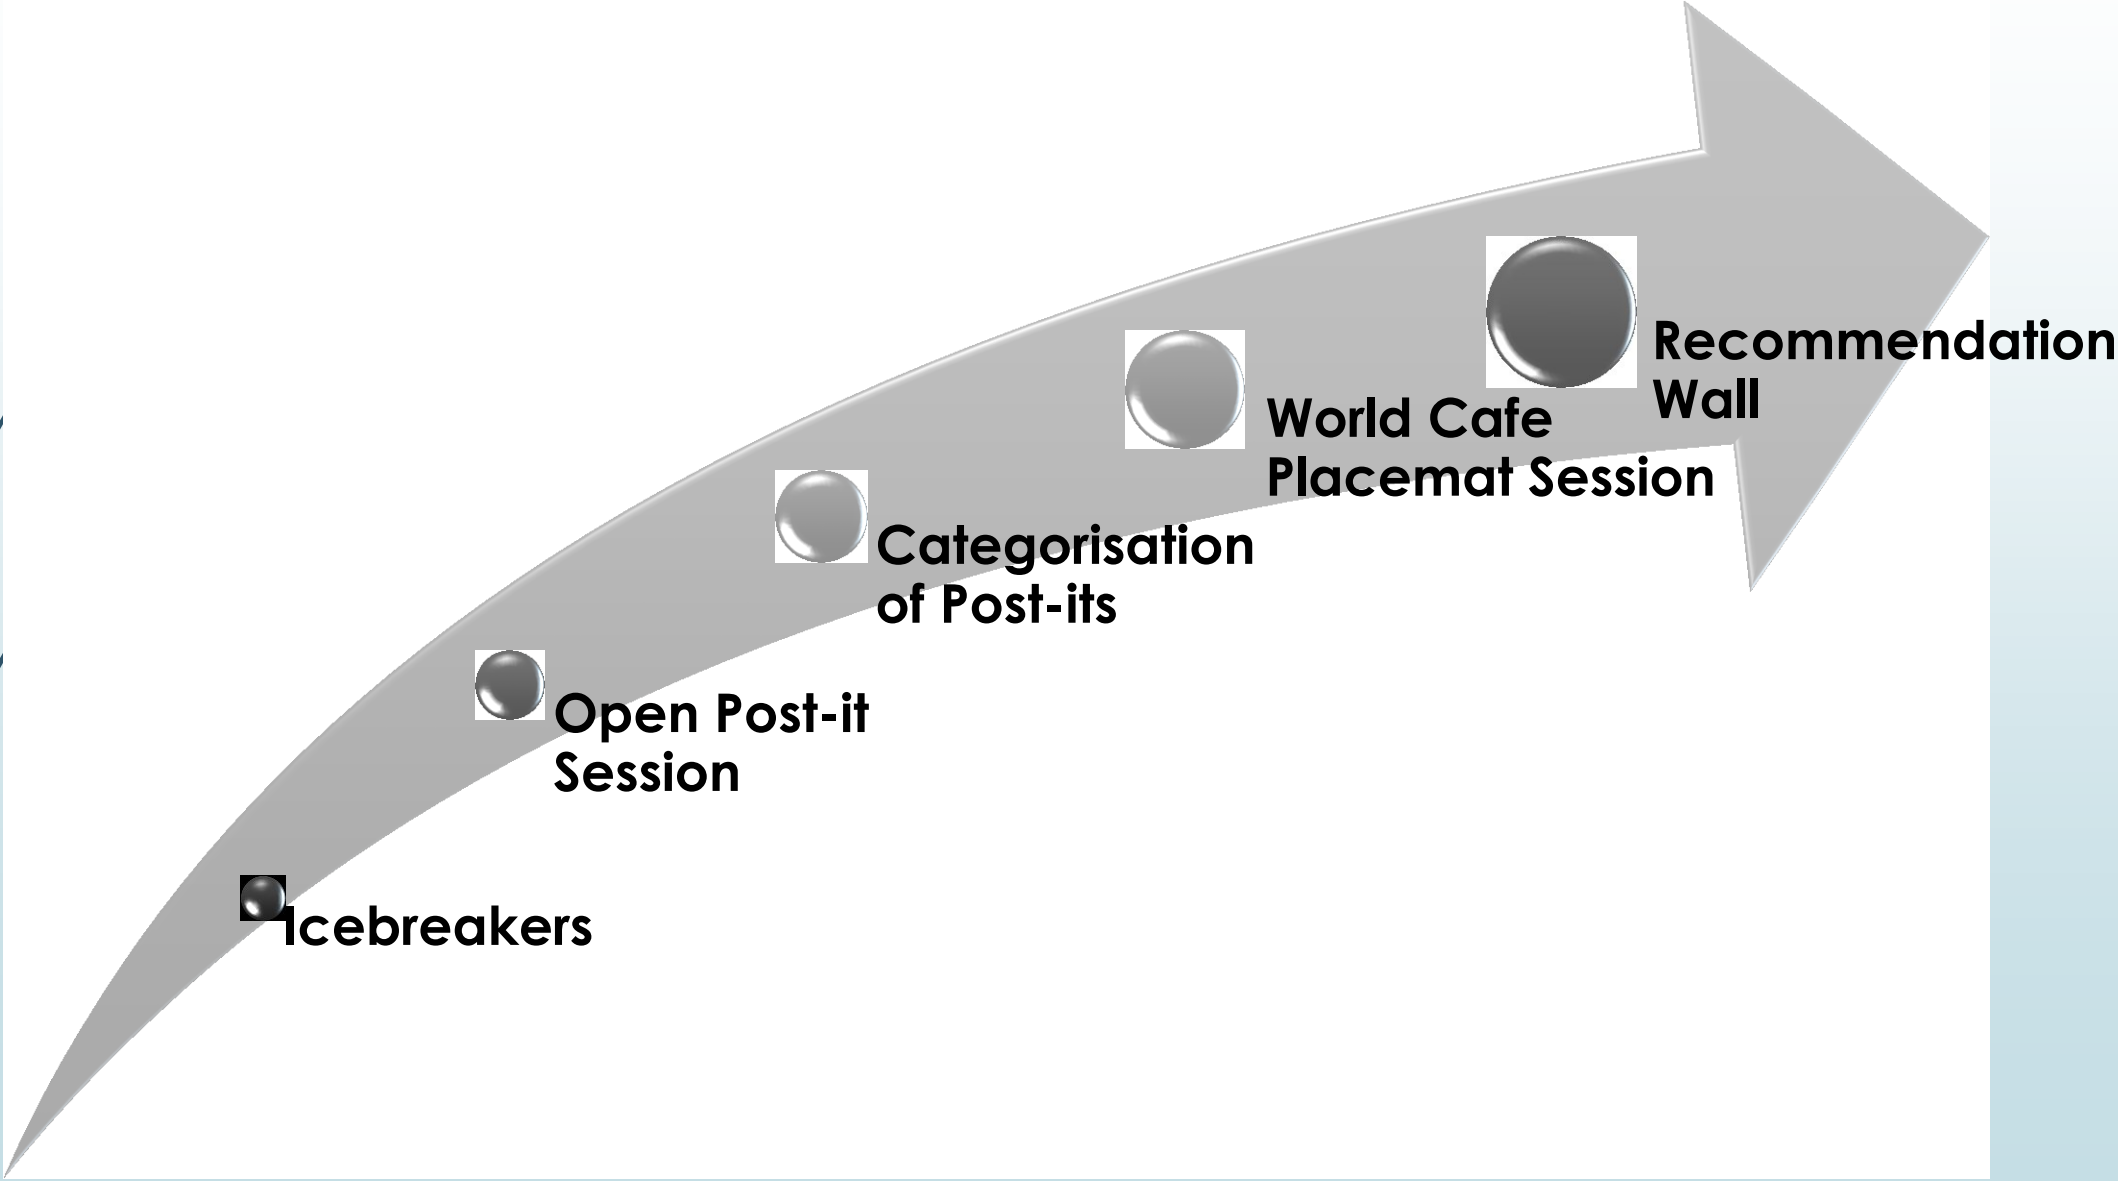 Icebreakers
Open Post-it
Session
Categorisation
of Post-its
World Cafe
Placemat Session
Recommendation
Wall